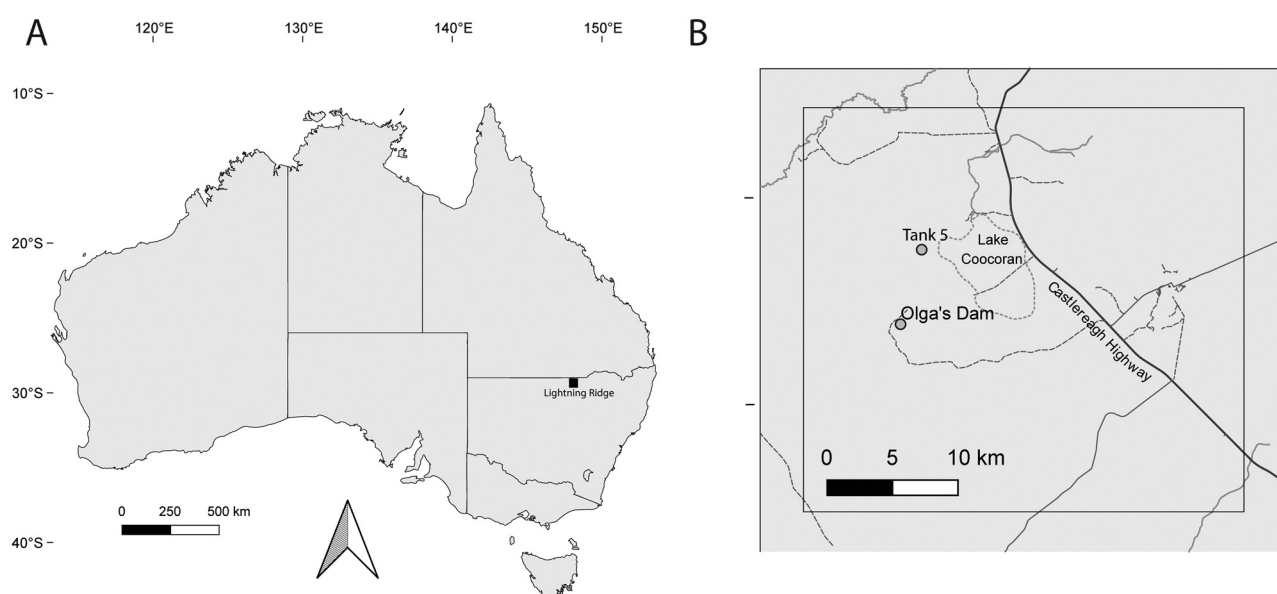 A
120°E 130°E 140°E 150°E
10°S
20°S
30°S
40°S
Lightning Ridge
0 250 500 km
B
Tank 5
Lake
Coocoran
Olga's Dam
Castlereagh Highway
0 5 10 km